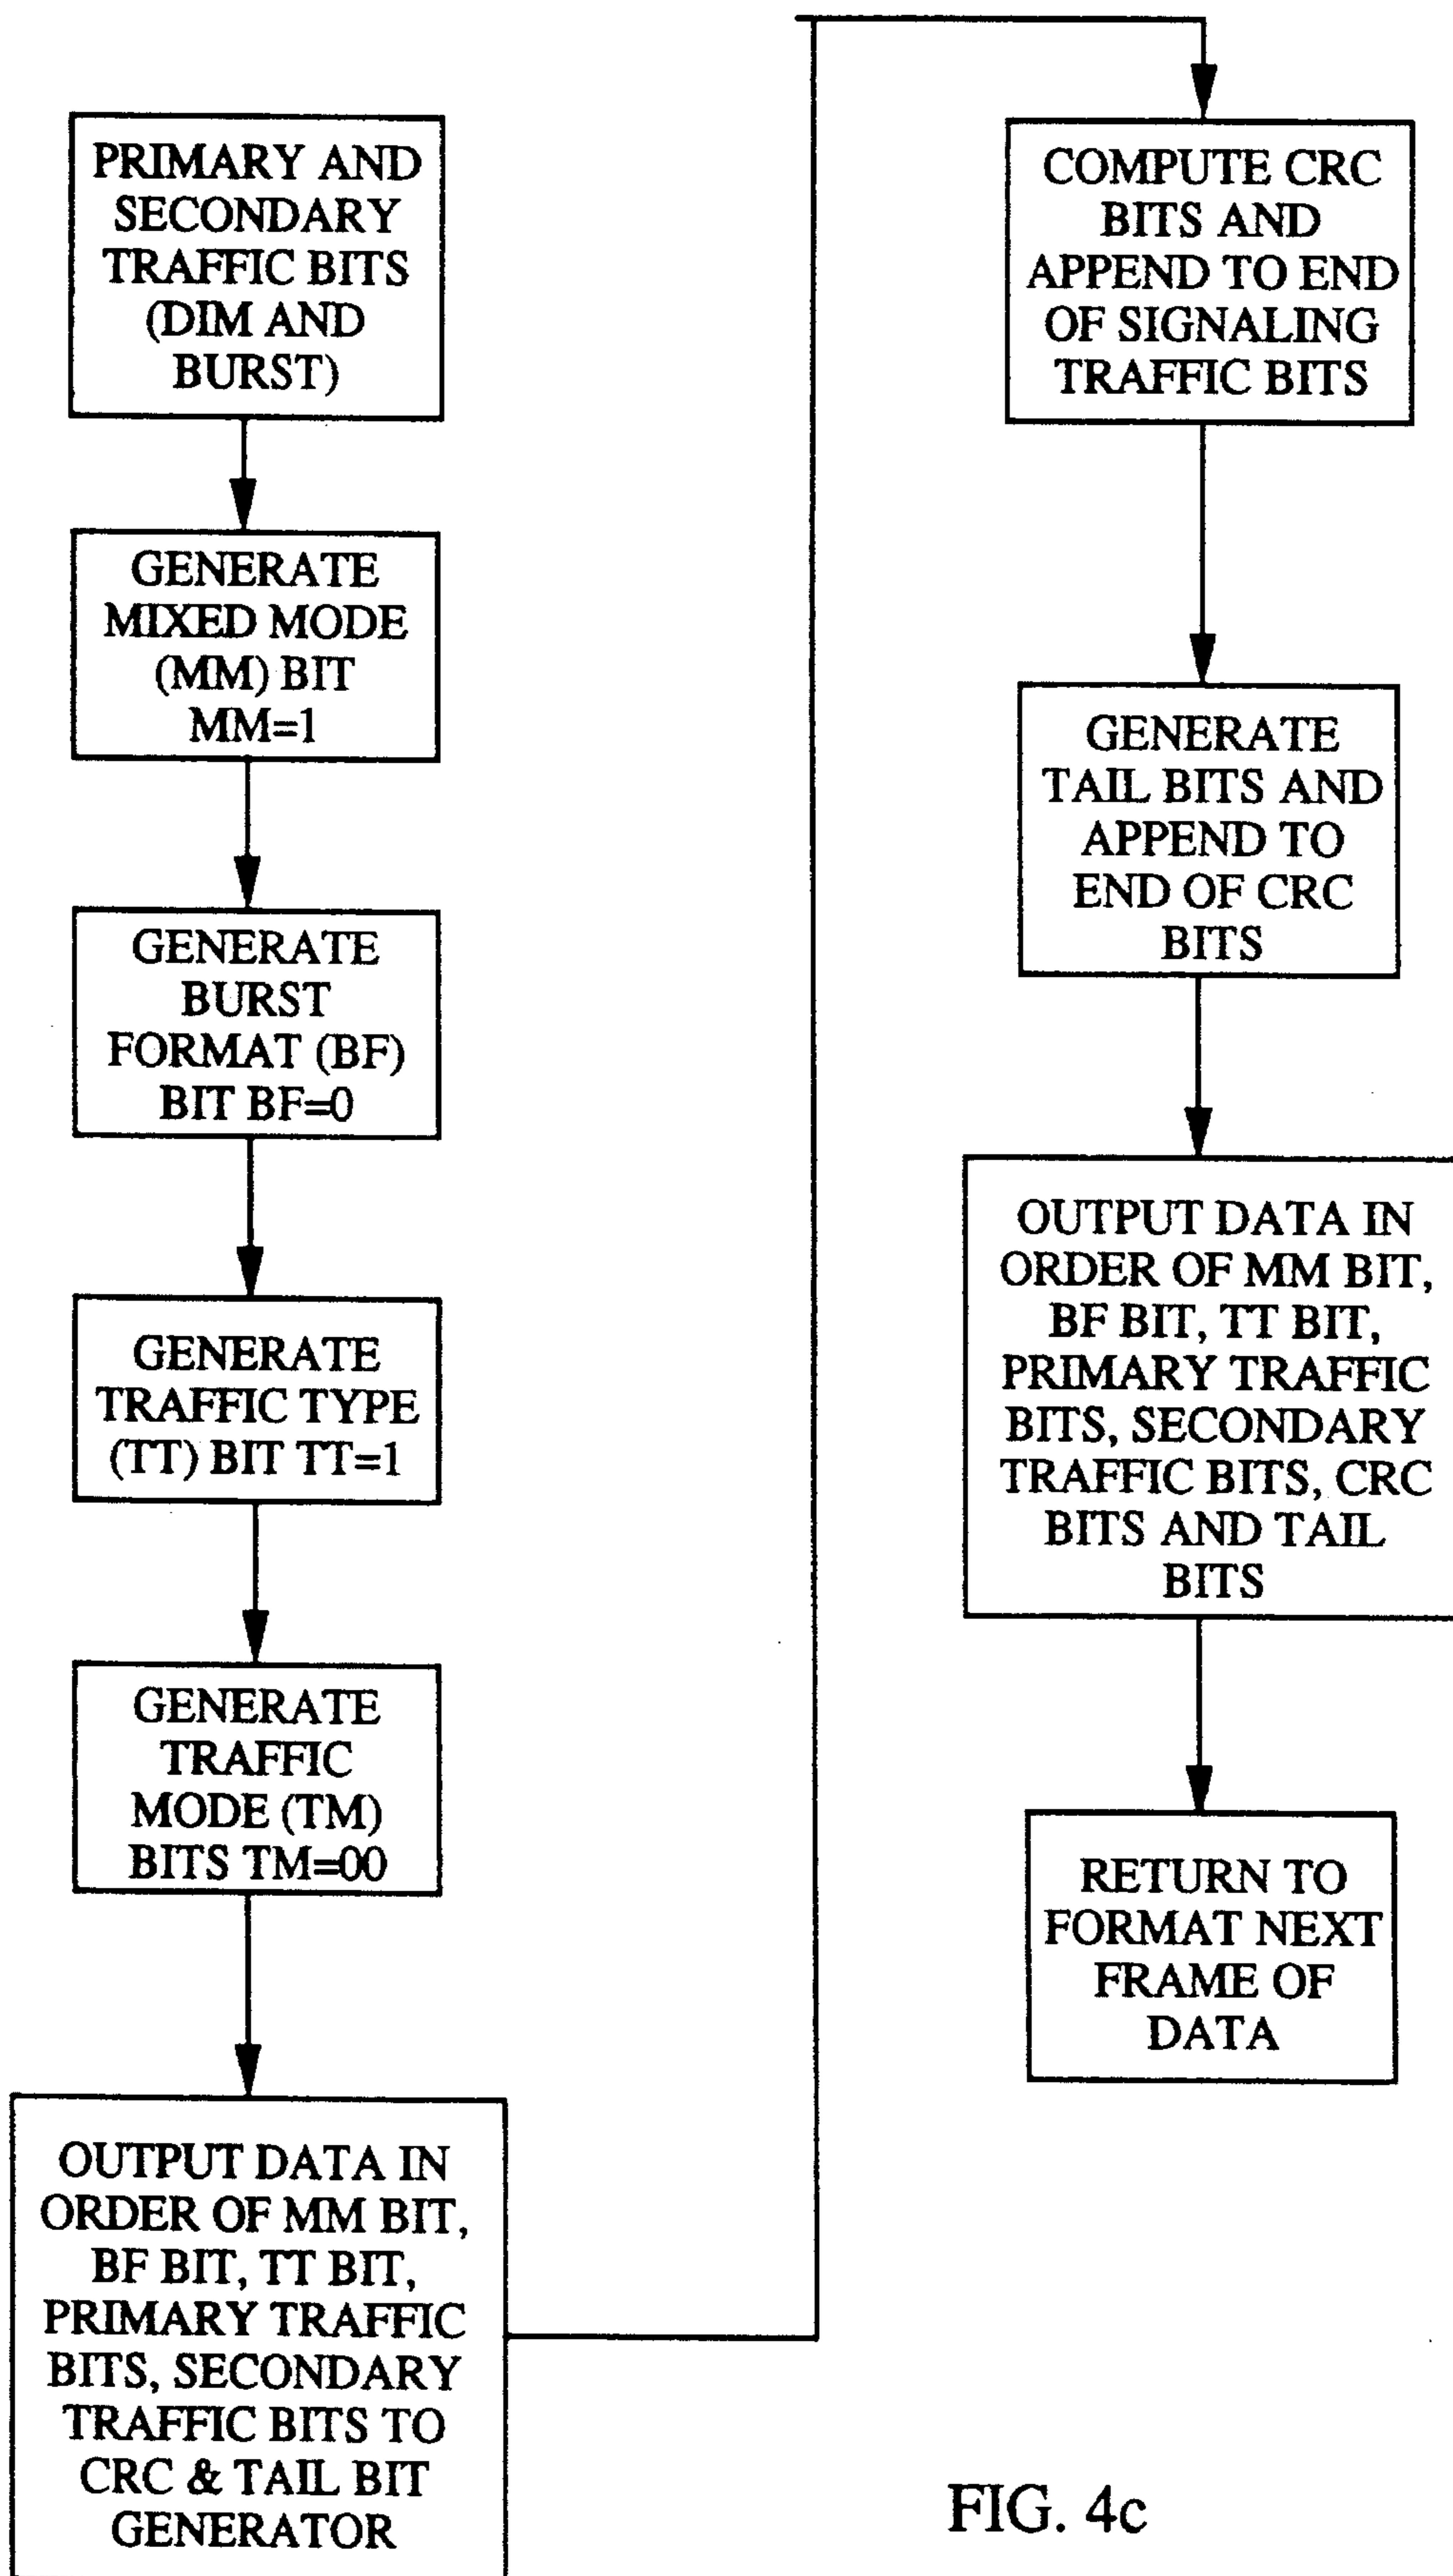 PRIMARY AND
SECONDARY
TRAFFIC BITS
(DIM AND
BURST)
GENERATE
MIXED MODE
(MM) BIT
MM=1
GENERATE
BURST
FORMAT (BF)
BIT BF=0
GENERATE
TRAFFIC TYPE
(TT) BIT TT=1
GENERATE
TRAFFIC
MODE (TM)
BITS TM=00
OUTPUT DATA IN
ORDER OF MM BIT,
BF BIT, TT BIT,
PRIMARY TRAFFIC
BITS, SECONDARY
TRAFFIC BITS TO
CRC & TAIL BIT
GENERATOR
COMPUTE CRC
BITS AND
APPEND TO END
OF SIGNALING
TRAFFIC BITS
GENERATE
TAIL BITS AND
APPEND TO
END OF CRC
BITS
OUTPUT DATA IN
ORDER OF MM BIT,
BF BIT, TT BIT,
PRIMARY TRAFFIC
BITS, SECONDARY
TRAFFIC BITS, CRC
BITS AND TAIL
BITS
RETURN TO
FORMAT NEXT
FRAME OF
DATA
FIG. 4c